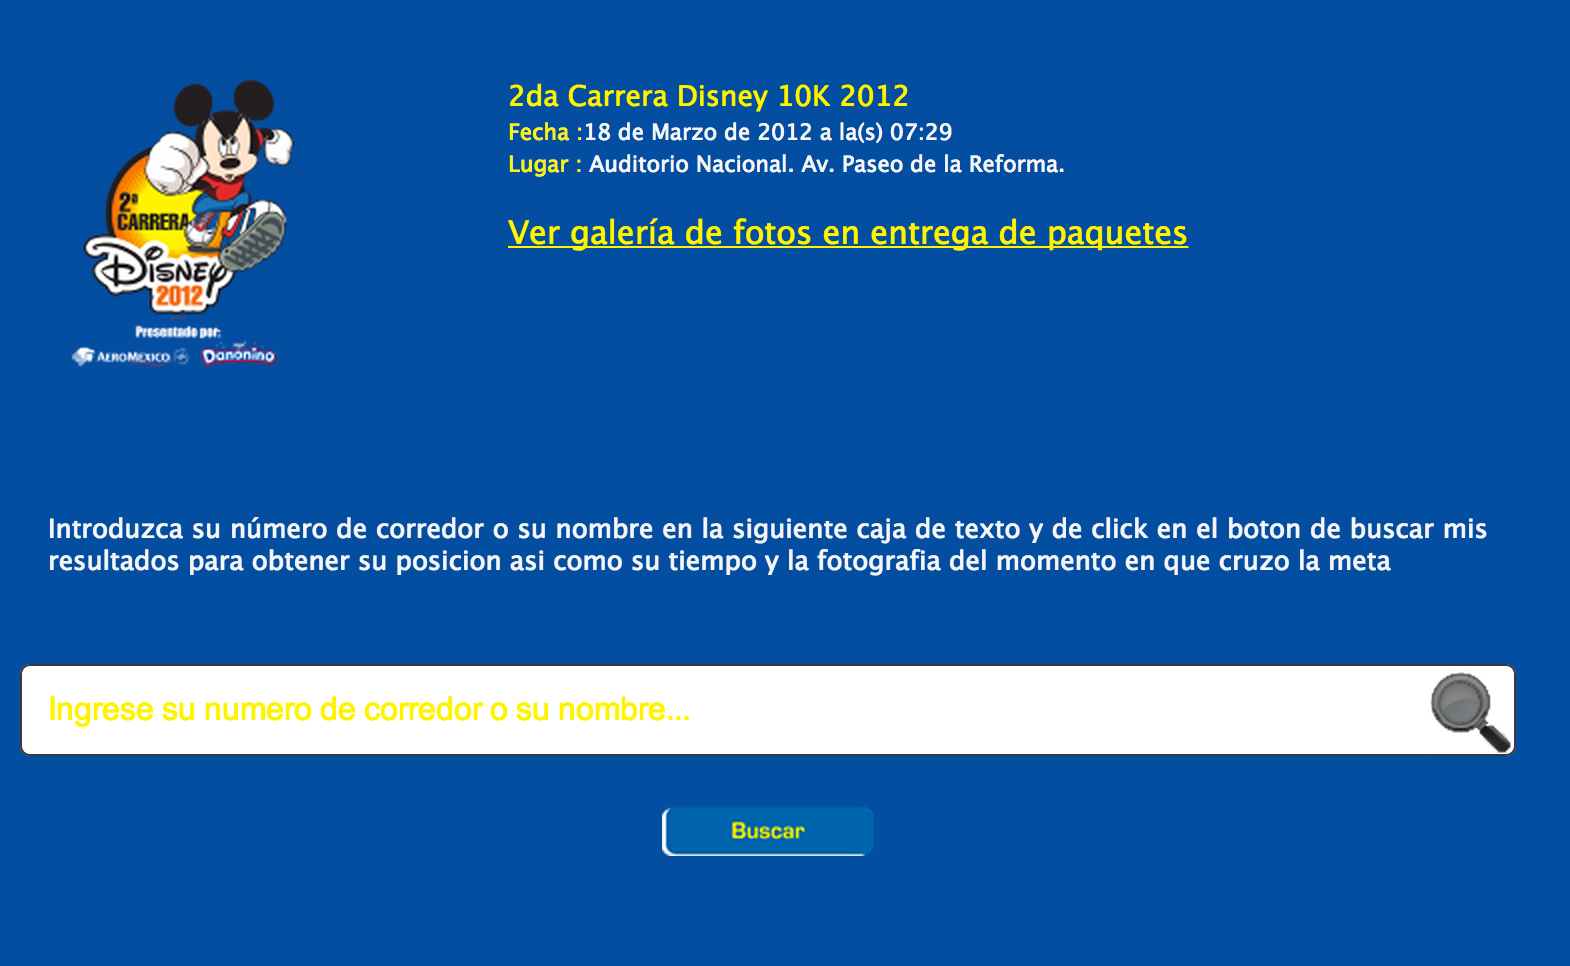 2ª
CARRERA
Disney
2012
Presentado por:
AEROMEXICO Danonino
2da Carrera Disney 10K 2012
Fecha :18 de Marzo de 2012 a la(s) 07:29
Lugar : Auditorio Nacional. Av. Paseo de la Reforma.
Ver galería de fotos en entrega de paquetes
Introduzca su número de corredor o su nombre en la siguiente caja de texto y de click en el boton de buscar mis
resultados para obtener su posicion asi como su tiempo y la fotografia del momento en que cruzo la meta
Ingrese su numero de corredor o su nombre...
Buscar